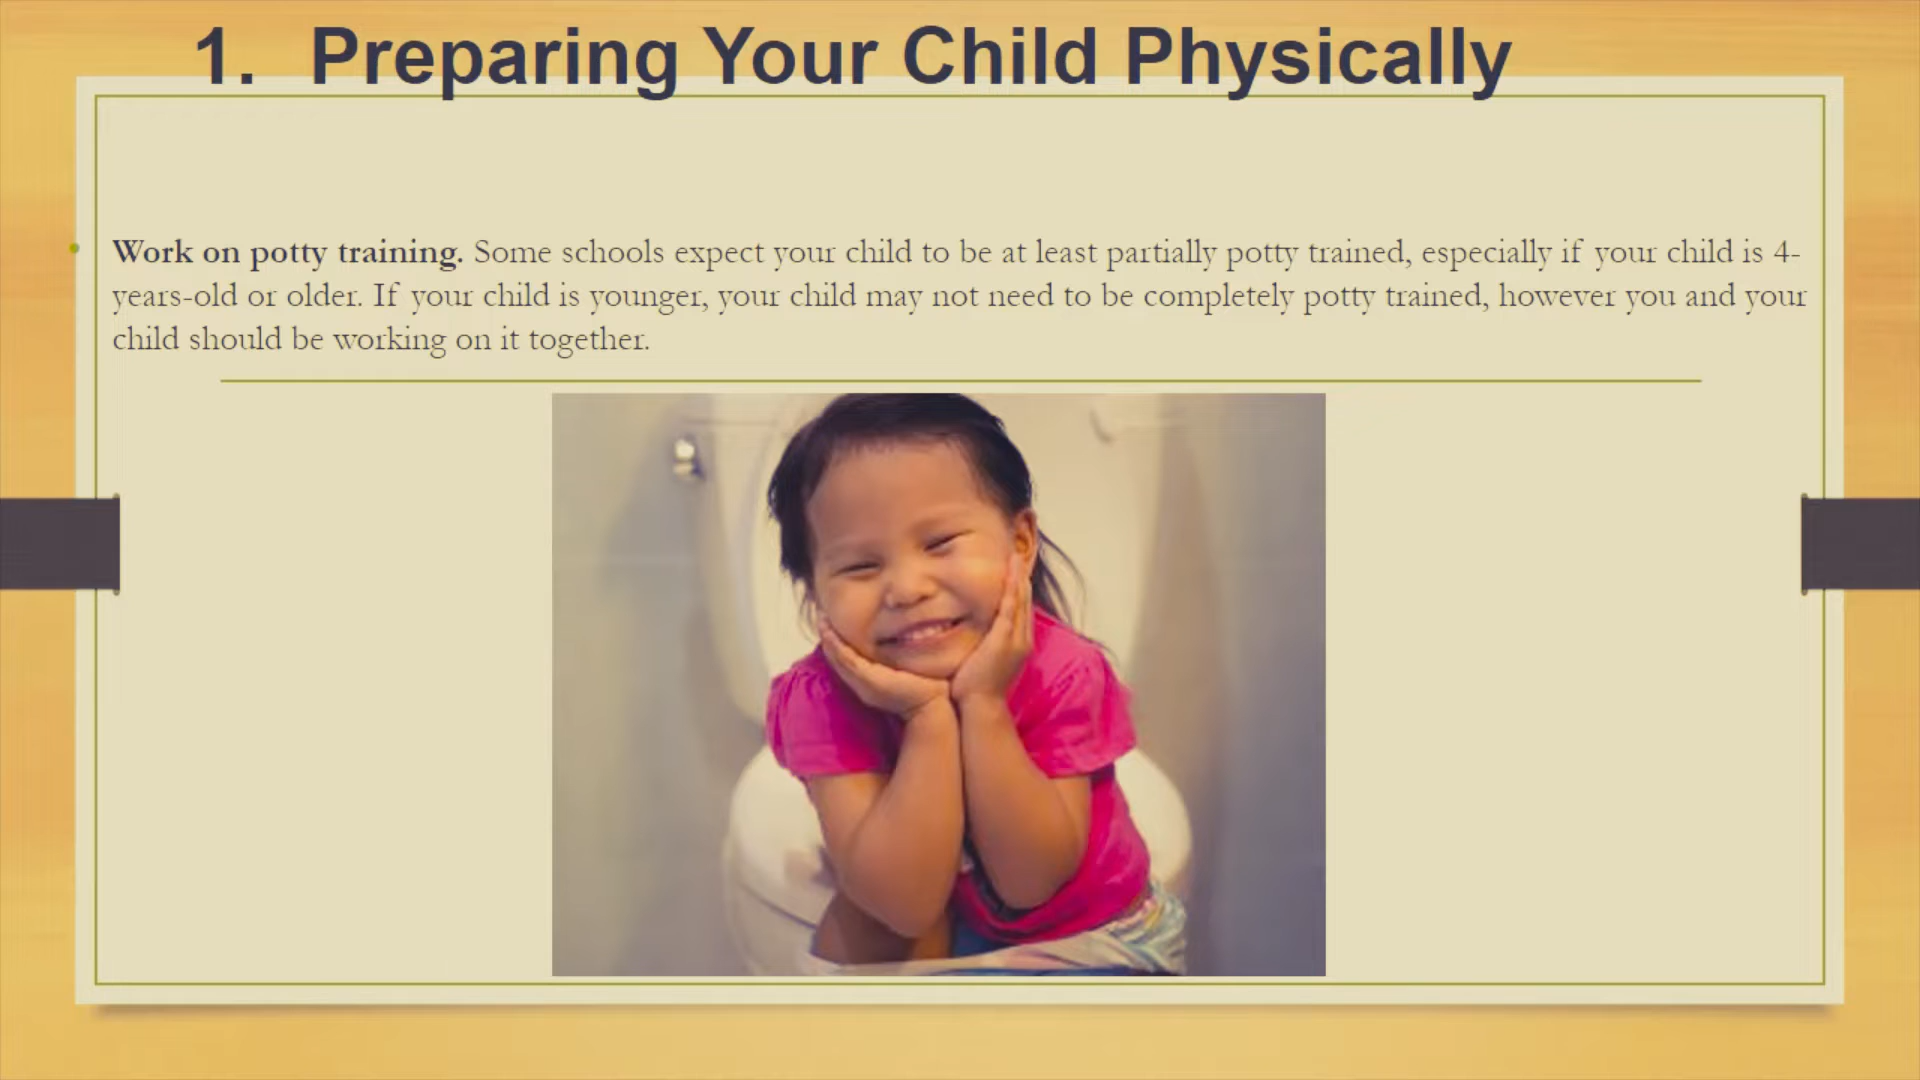 1. Preparing Your Child Physically
• Work on potty training. Some schools expect your child to be at least partially potty trained, especially if your child is 4-
years-old or older. If your child is younger, your child may not need to be completely potty trained, however you and your
child should be working on it together.